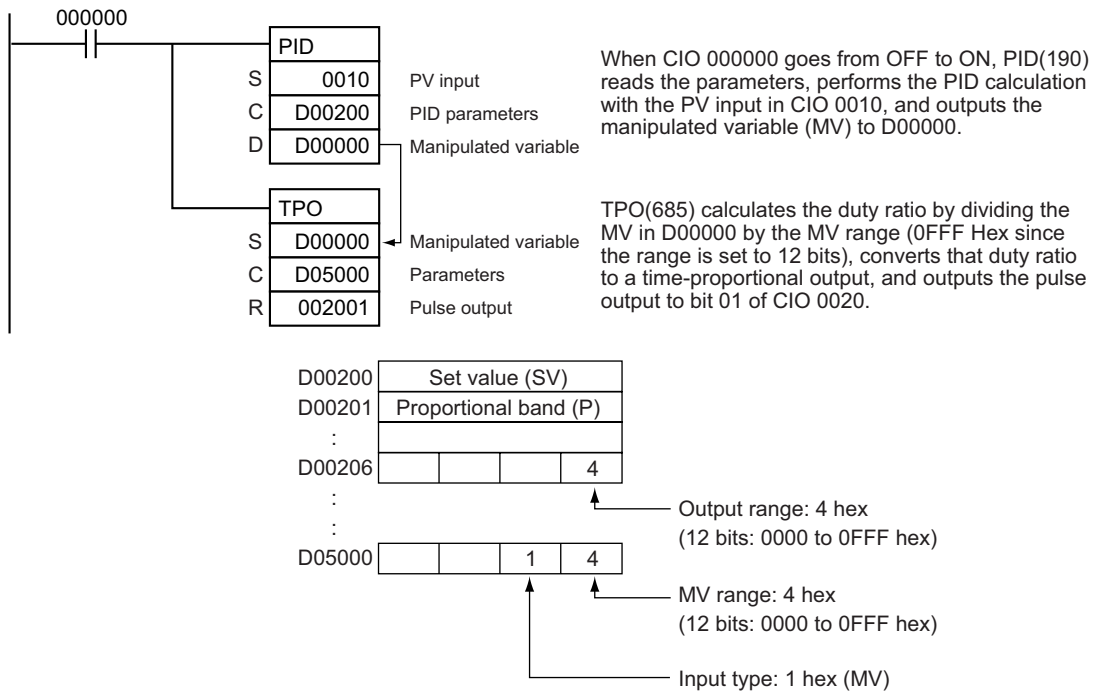 000000
PID
S 0010 PV input
C D00200 PID parameters
D D00000 Manipulated variable
When CIO 000000 goes from OFF to ON, PID(190)
reads the parameters, performs the PID calculation
with the PV input in CIO 0010, and outputs the
manipulated variable (MV) to D00000.
TPO
S D00000 Manipulated variable
C D05000 Parameters
R 002001 Pulse output
TPO(685) calculates the duty ratio by dividing the
MV in D00000 by the MV range (0FFF Hex since
the range is set to 12 bits), converts that duty ratio
to a time-proportional output, and outputs the pulse
output to bit 01 of CIO 0020.
D00200 Set value (SV)
D00201 Proportional band (P)
:
D00206 4
:
:
Output range: 4 hex
(12 bits: 0000 to 0FFF hex)
D05000 1 4
MV range: 4 hex
(12 bits: 0000 to 0FFF hex)
Input type: 1 hex (MV)